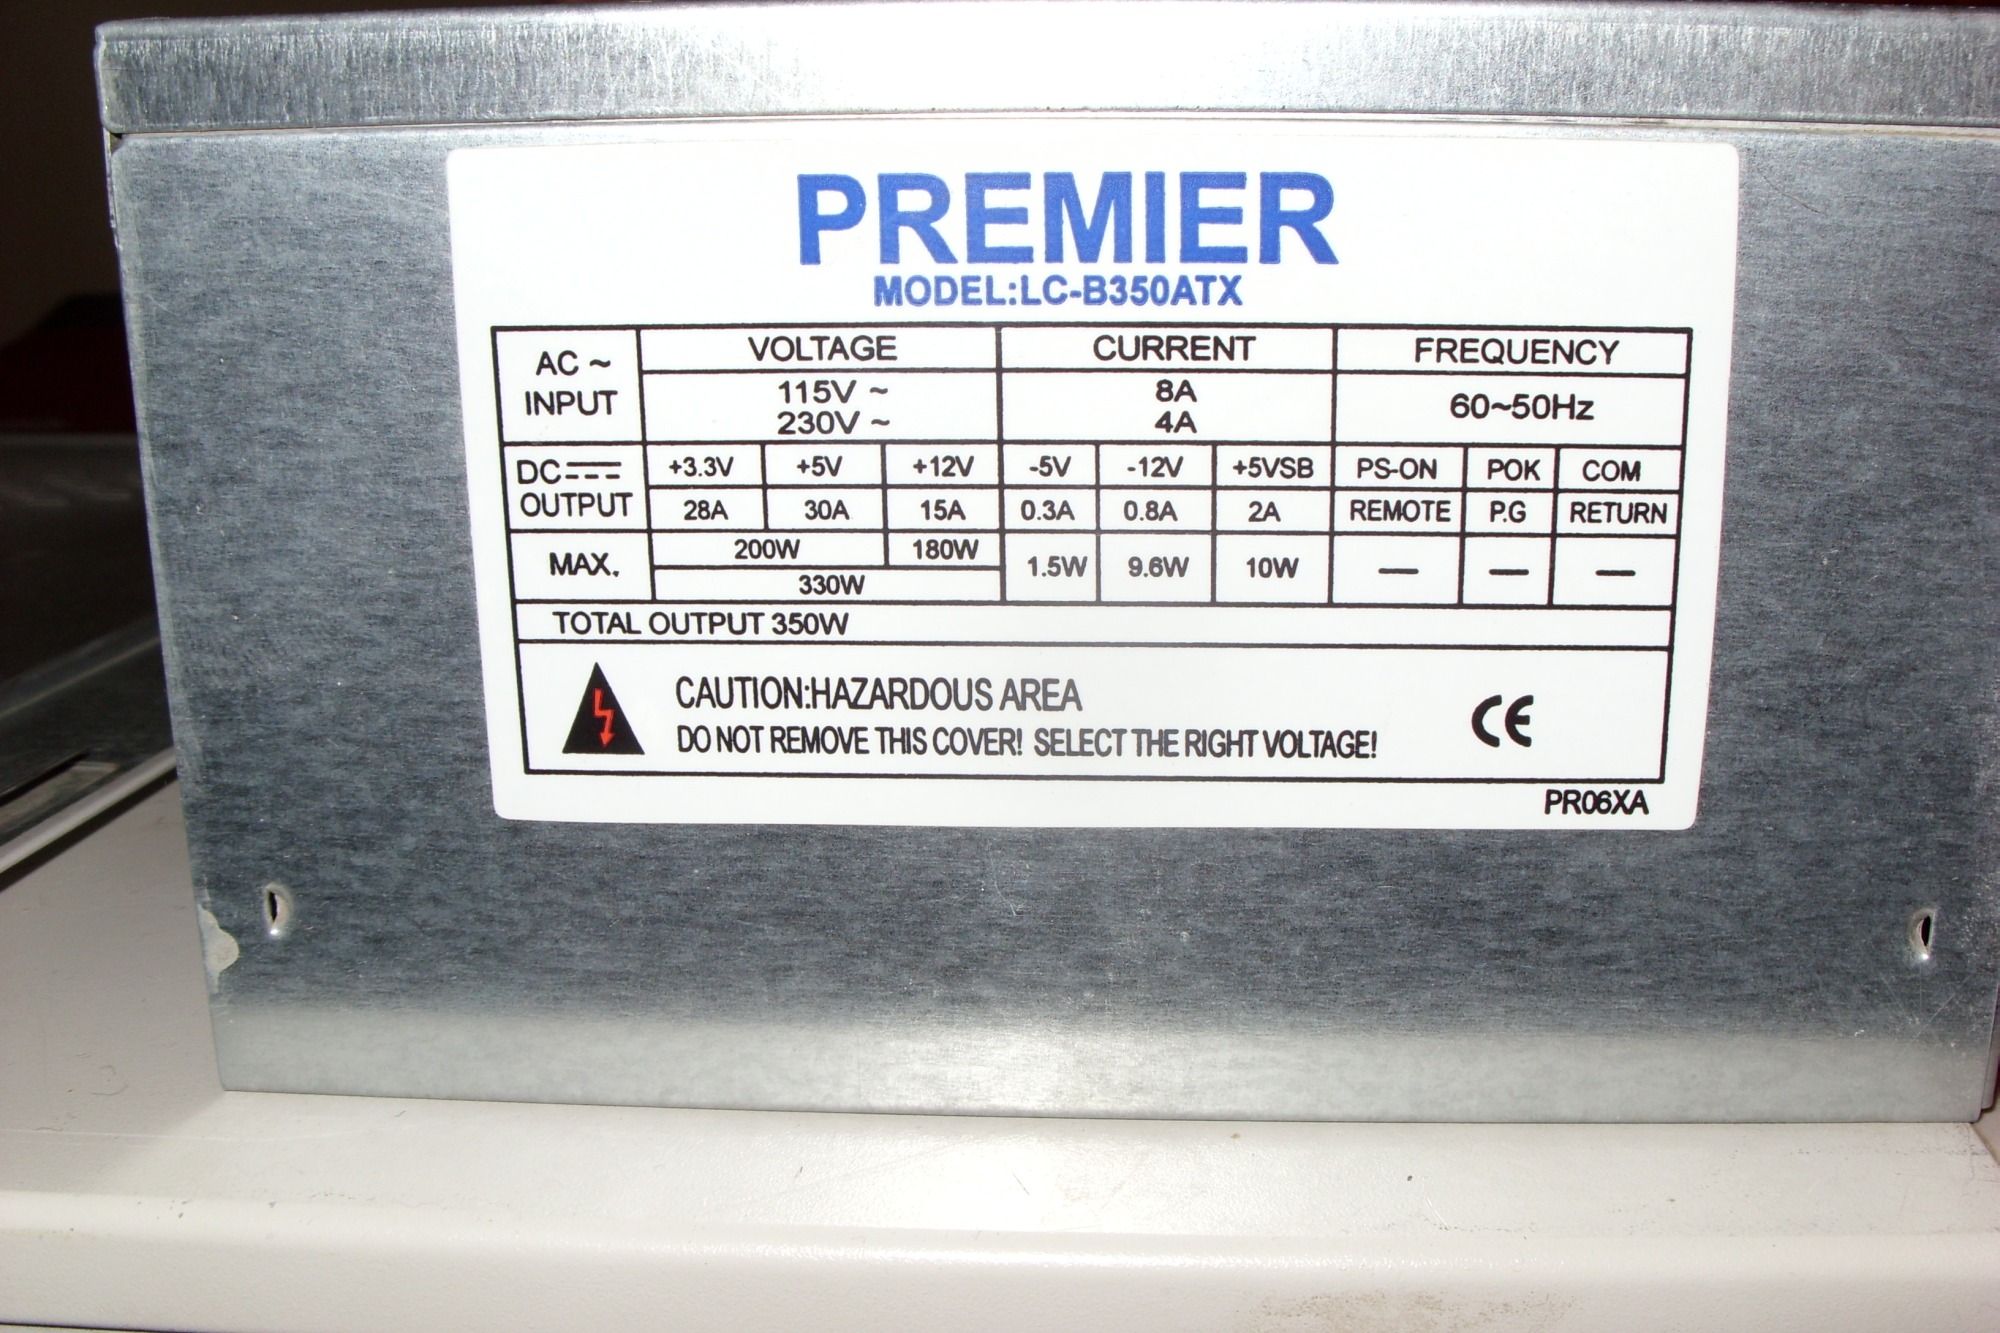 PREMIER
MODEL:LC-B350ATX
AC ~ INPUT VOLTAGE CURRENT FREQUENCY
115V ~ 8A 60~50Hz
230V ~ 4A
DC OUTPUT +3.3V +5V +12V -5V -12V +5VSB PS-ON POK COM
28A 30A 15A 0.3A 0.8A 2A REMOTE P.G RETURN
MAX. 200W 180W 1.5W 9.6W 10W — — —
330W
TOTAL OUTPUT 350W
CAUTION:HAZARDOUS AREA
DO NOT REMOVE THIS COVER! SELECT THE RIGHT VOLTAGE!
CE
PR06XA